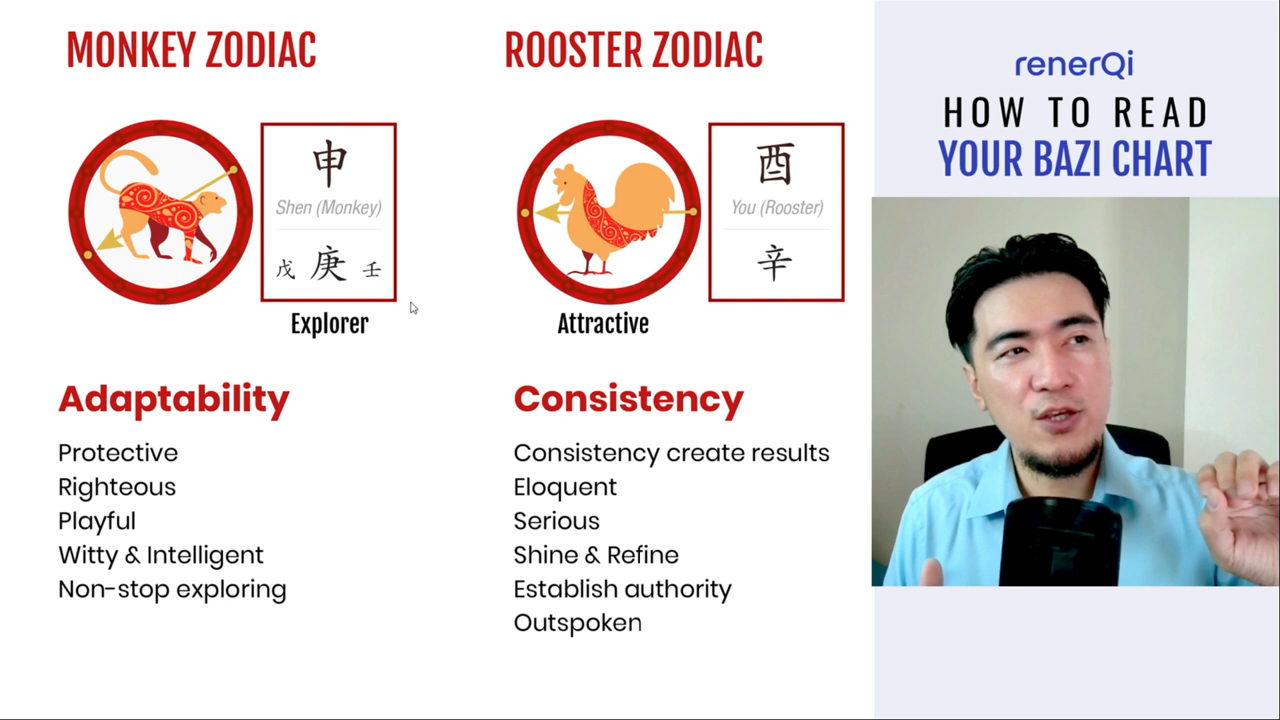 MONKEY ZODIAC
申
Shen (Monkey)
戊 庚 壬
Explorer
Adaptability
Protective
Righteous
Playful
Witty & Intelligent
Non-stop exploring
ROOSTER ZODIAC
酉
You (Rooster)
辛
Attractive
Consistency
Consistency create results
Eloquent
Serious
Shine & Refine
Establish authority
Outspoken
renerQi
HOW TO READ
YOUR BAZI CHART